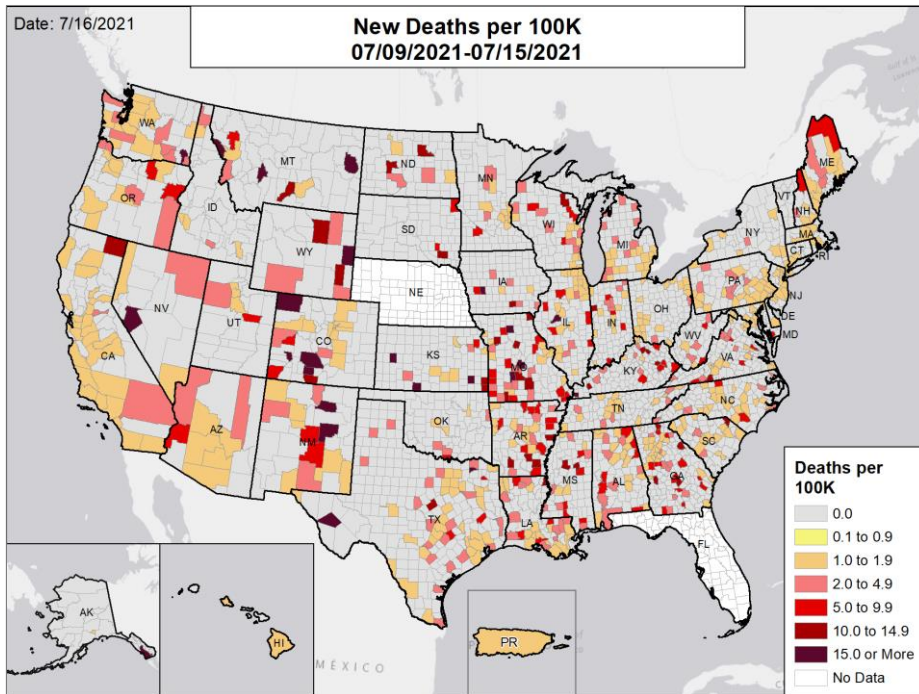 Date: 7/16/2021
New Deaths per 100K
07/09/2021-07/15/2021
WA
MT
ND
MN
ME
OR
ID
SD
WI
MI
VT
NH
NY
MA
CT
RI
WY
IA
PA
NJ
NE
NV
UT
CO
IL
IN
OH
DE
MD
WV
VA
CA
KS
MO
KY
NC
TN
OK
AR
SC
AZ
NM
MS
AL
GA
TX
LA
FL
AK
HI
PR
MÉXICO
Deaths per
100K
0.0
0.1 to 0.9
1.0 to 1.9
2.0 to 4.9
5.0 to 9.9
10.0 to 14.9
15.0 or More
No Data